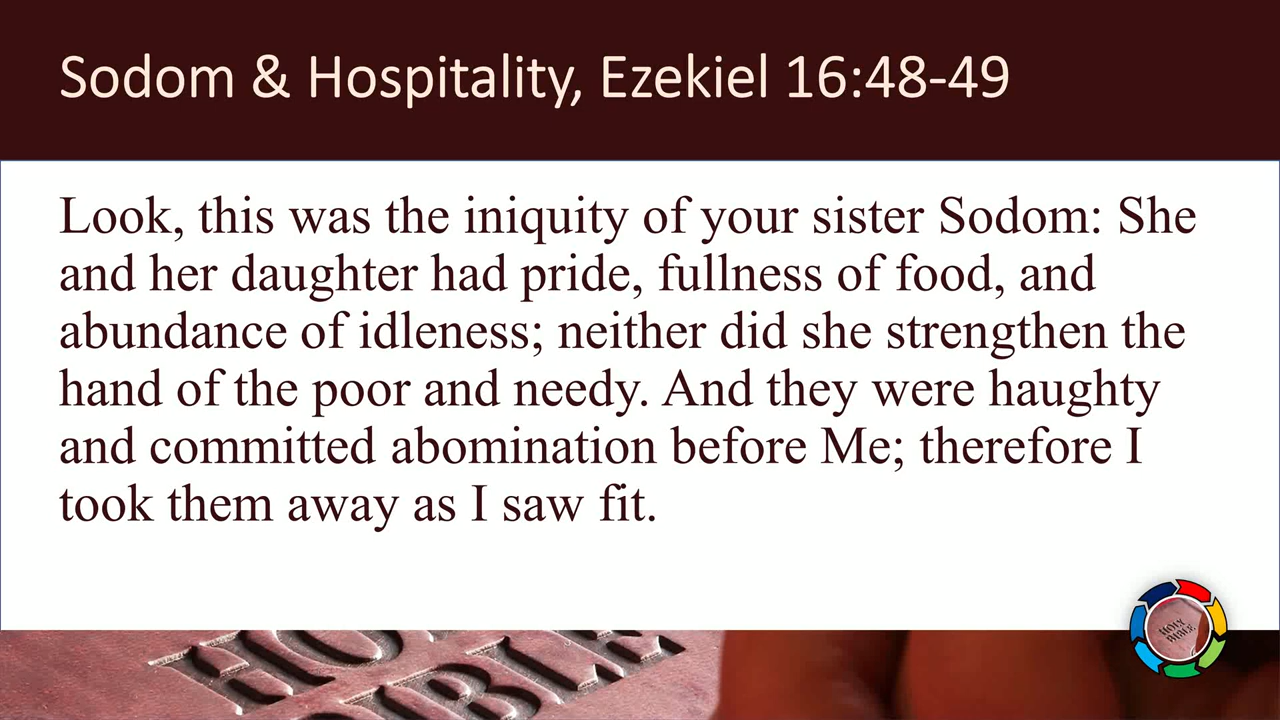 Sodom & Hospitality, Ezekiel 16:48-49
Look, this was the iniquity of your sister Sodom: She
and her daughter had pride, fullness of food, and
abundance of idleness; neither did she strengthen the
hand of the poor and needy. And they were haughty
and committed abomination before Me; therefore I
took them away as I saw fit.
HOLY
BIBLE